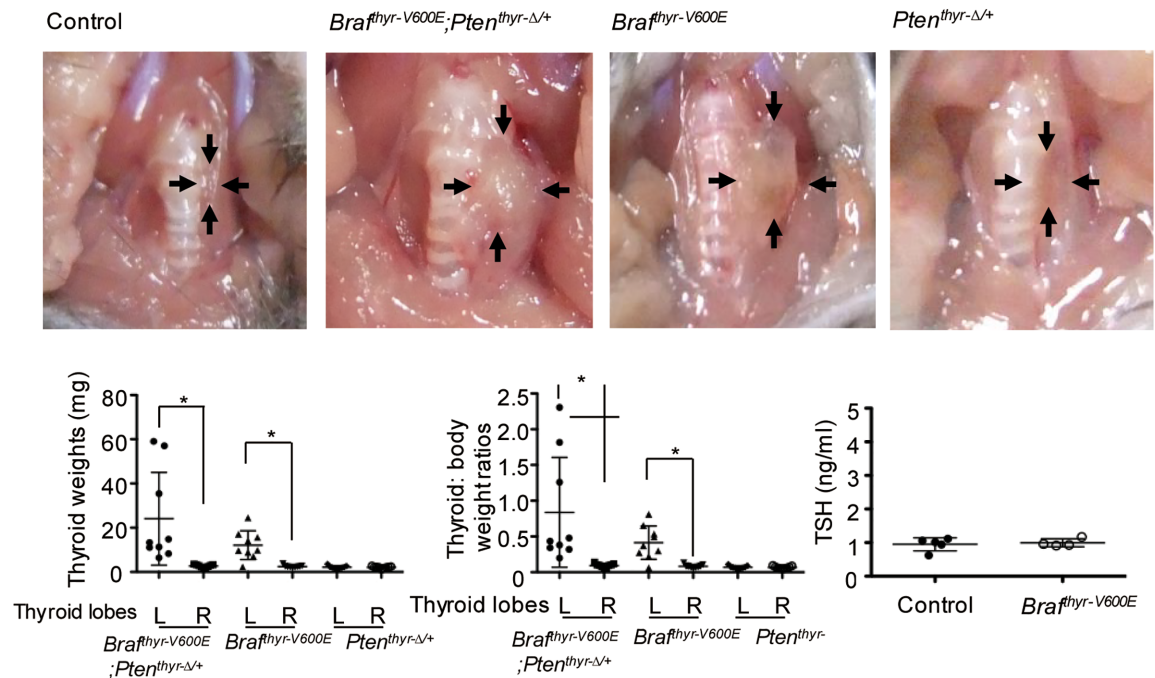 Control
Braf^thyr-V600E;Pten^thyr-Δ/+
Braf^thyr-V600E
Pten^thyr-Δ/+
Thyroid weights (mg)
80
60
40
20
0
*
*
Thyroid lobes
L R L R L R
Braf^thyr-V600E
;Pten^thyr-Δ/+
Braf^thyr-V600E
Pten^thyr-Δ/+
Thyroid: body
weight ratios
2.5
2.0
1.5
1.0
0.5
0
*
*
Thyroid lobes
L R L R L R
Braf^thyr-V600E
;Pten^thyr-Δ/+
Braf^thyr-V600E
Pten^thyr-
TSH (ng/ml)
5
4
3
2
1
0
Control
Braf^thyr-V600E